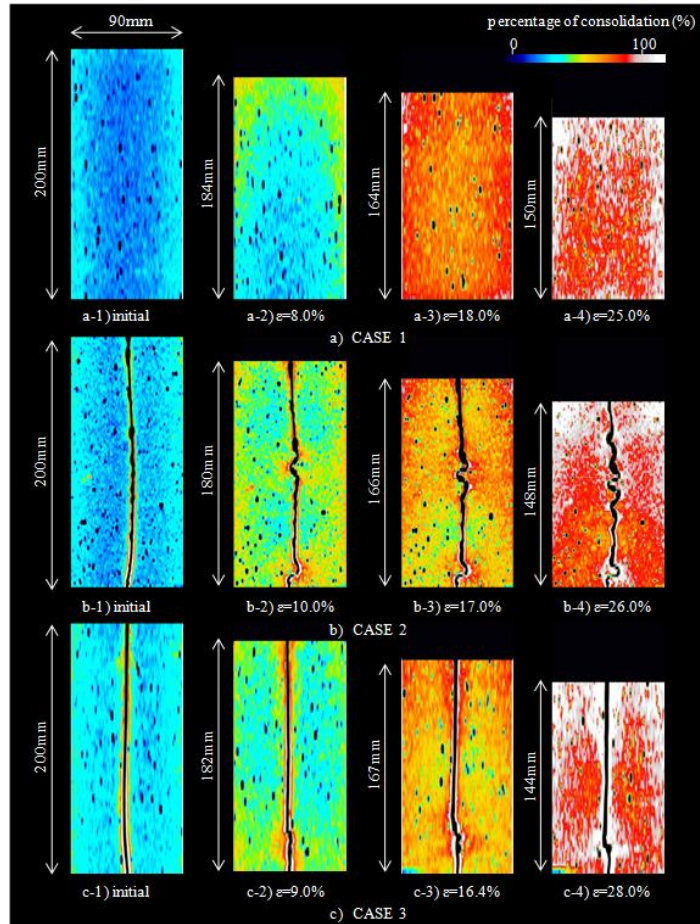 90mm
percentage of consolidation (%)
0 100
200mm
184mm
164mm
150mm
a-1) initial
a-2) ε=8.0%
a-3) ε=18.0%
a-4) ε=25.0%
a) CASE 1
200mm
180mm
166mm
148mm
b-1) initial
b-2) ε=10.0%
b-3) ε=17.0%
b-4) ε=26.0%
b) CASE 2
200mm
182mm
167mm
144mm
c-1) initial
c-2) ε=9.0%
c-3) ε=16.4%
c-4) ε=28.0%
c) CASE 3